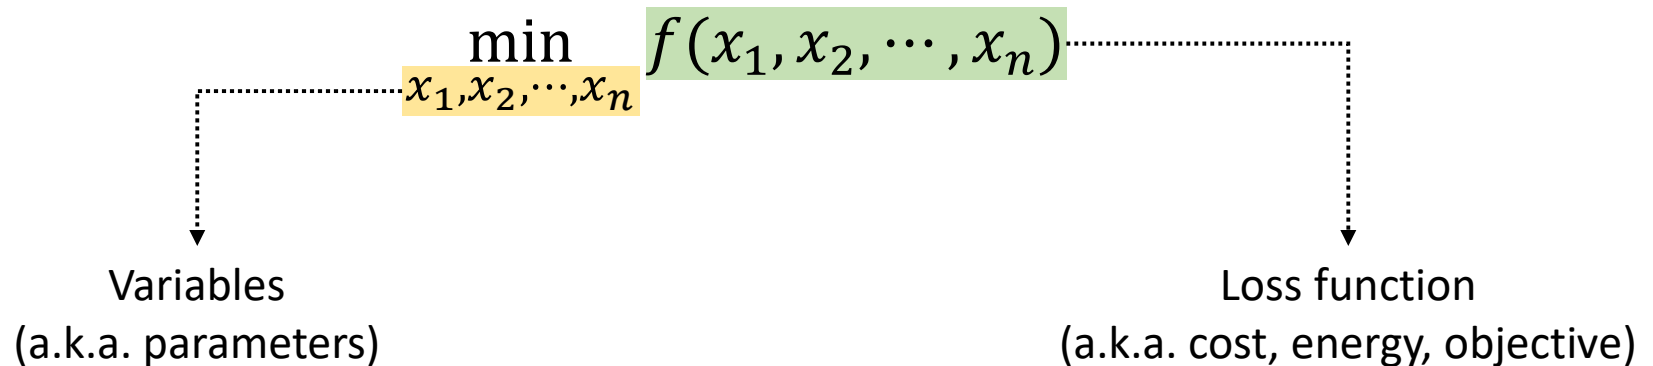 min f(x₁, x₂, ⋯, xₙ)
x₁,x₂,⋯,xₙ
Variables
(a.k.a. parameters)
Loss function
(a.k.a. cost, energy, objective)